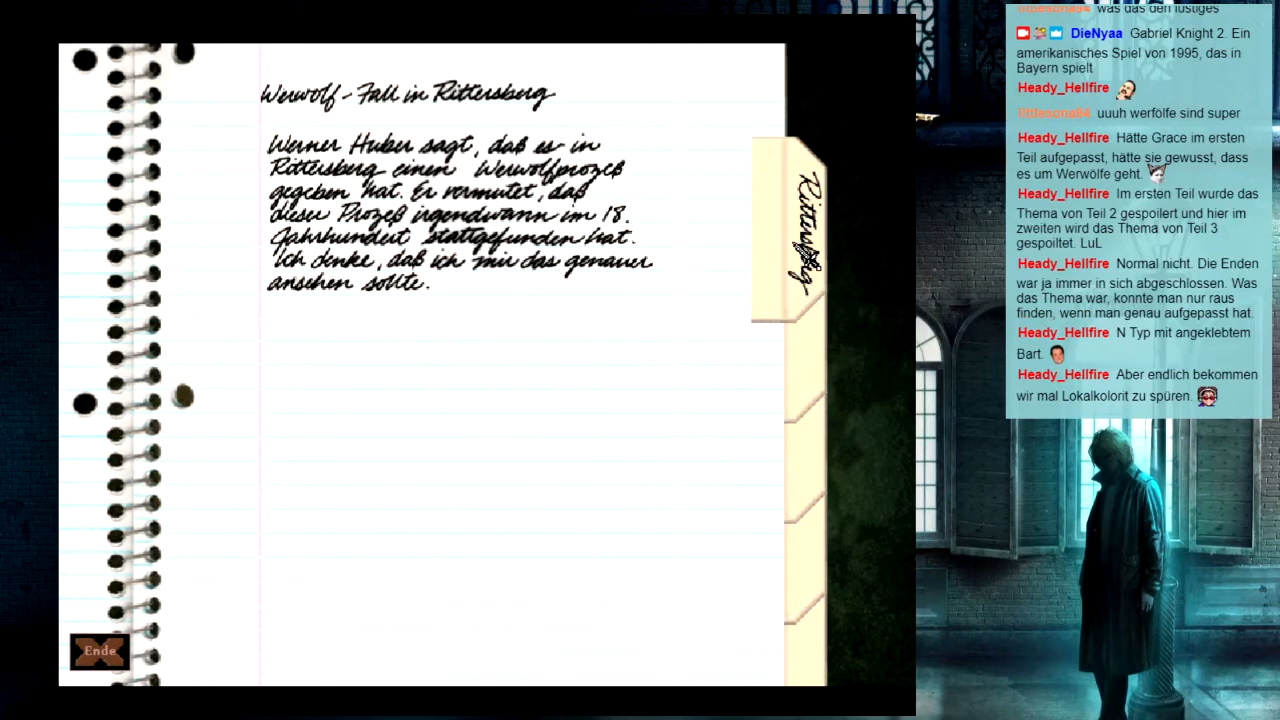 Werwolf - Fall in Rittersberg
Werner Huber sagt, daß es in
Rittersberg einen Werwolfprozeß
gegeben hat. Er vermutet, daß
dieser Prozeß irgendwann im 18.
Jahrhundert stattgefunden hat.
Ich denke, daß ich mir das genauer
ansehen sollte.
Rittersberg
Ende
was das den lustiges
DieNyaa Gabriel Knight 2. Ein
amerikanisches Spiel von 1995, das in
Bayern spielt
Heady_Hellfire
uuuh werfölfe sind super
Heady_Hellfire Hätte Grace im ersten
Teil aufgepasst, hätte sie gewusst, dass
es um Werwölfe geht.
Heady_Hellfire Im ersten Teil wurde das
Thema von Teil 2 gespoilert und hier im
zweiten wird das Thema von Teil 3
gespoiltet. LuL
Heady_Hellfire Normal nicht. Die Enden
war ja immer in sich abgeschlossen. Was
das Thema war, konnte man nur raus
finden, wenn man genau aufgepasst hat.
Heady_Hellfire N Typ mit angeklebtem
Bart.
Heady_Hellfire Aber endlich bekommen
wir mal Lokalkolorit zu spüren.